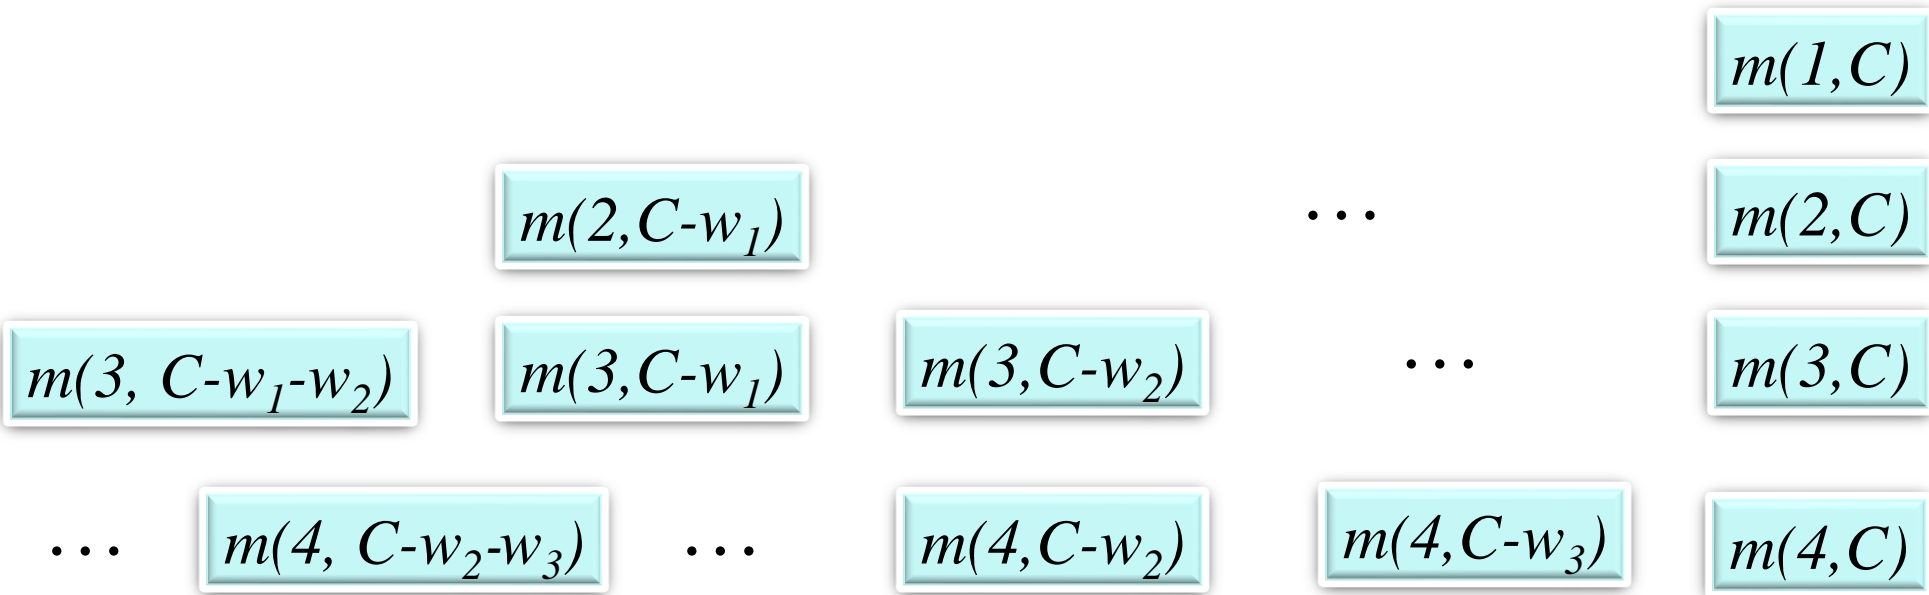 m(1,C)
m(2,C-w₁) ... m(2,C)
m(3, C-w₁-w₂) m(3,C-w₁) m(3,C-w₂) ... m(3,C)
... m(4, C-w₂-w₃) ... m(4,C-w₂) m(4,C-w₃) m(4,C)